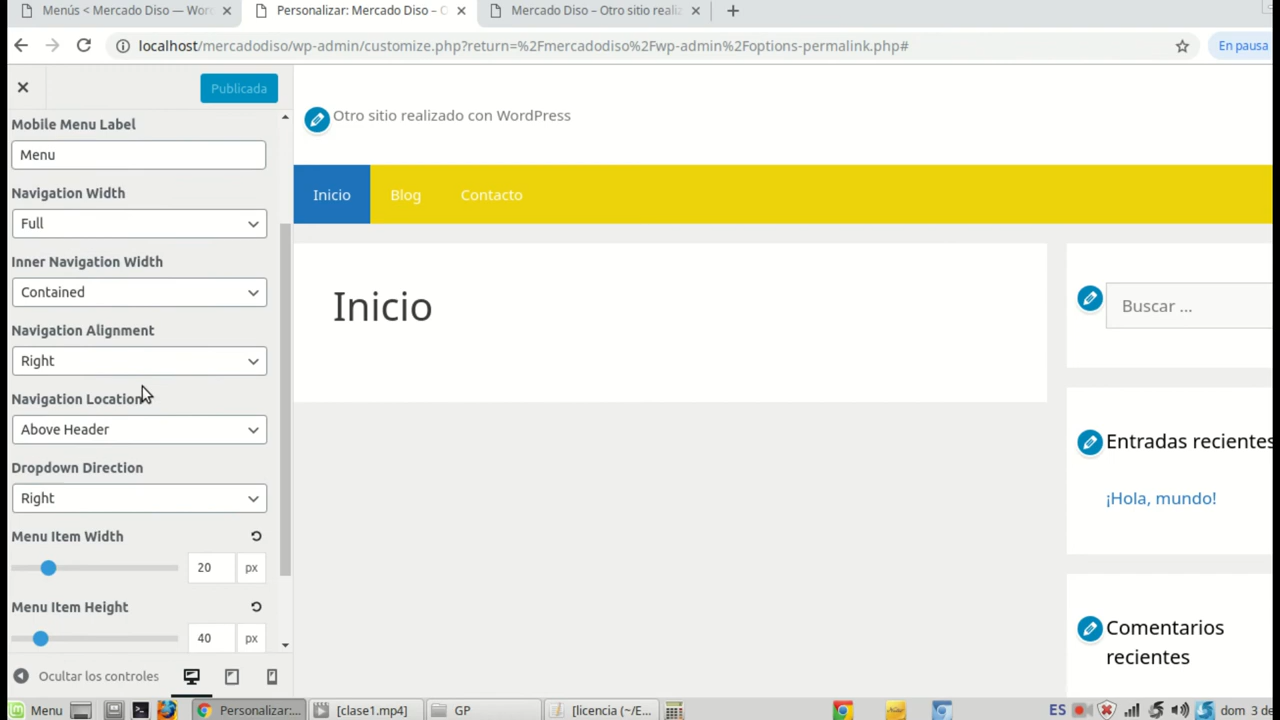 Menús < Mercado Diso — Wor
Personalizar: Mercado Diso – O
Mercado Diso – Otro sitio realiz
localhost/mercadodiso/wp-admin/customize.php?return=%2Fmercadodiso%2Fwp-admin%2Foptions-permalink.php#
En pausa
Publicada
Mobile Menu Label
Menu
Navigation Width
Full
Inner Navigation Width
Contained
Navigation Alignment
Right
Navigation Location
Above Header
Dropdown Direction
Right
Menu Item Width
20 px
Menu Item Height
40 px
Ocultar los controles
Otro sitio realizado con WordPress
Inicio Blog Contacto
Inicio
Buscar ...
Entradas recientes
¡Hola, mundo!
Comentarios
recientes
Menu
Personalizar:...
[clase1.mp4]
GP
[licencia (~/E...
ES
dom 3 de